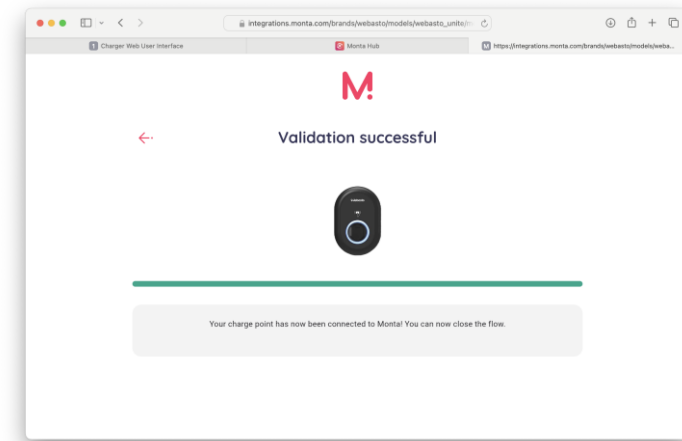 integrations.monta.com/brands/webasto/models/webasto_unite/m
Charger Web User Interface
Monta Hub
M https://integrations.monta.com/brands/webasto/models/weba...
M
Validation successful
Your charge point has now been connected to Monta! You can now close the flow.